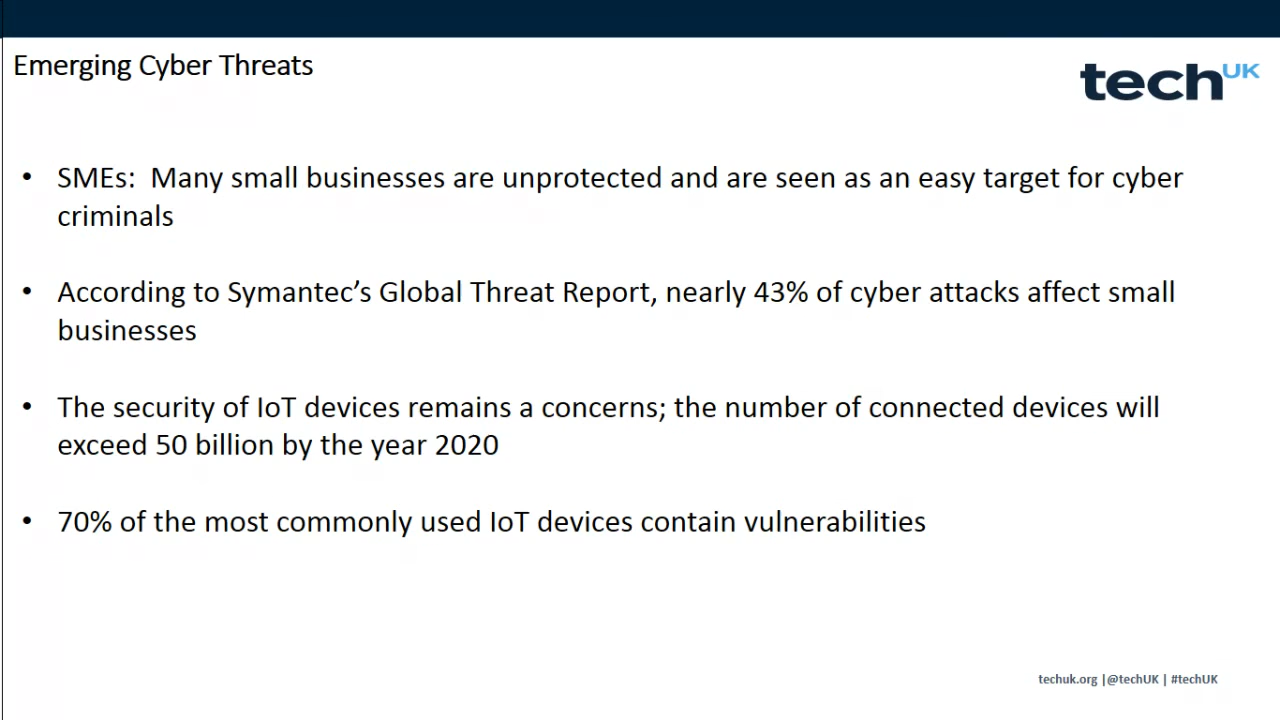 Emerging Cyber Threats
techUK
• SMEs:  Many small businesses are unprotected and are seen as an easy target for cyber
criminals
• According to Symantec’s Global Threat Report, nearly 43% of cyber attacks affect small
businesses
• The security of IoT devices remains a concerns; the number of connected devices will
exceed 50 billion by the year 2020
• 70% of the most commonly used IoT devices contain vulnerabilities
techuk.org |@techUK | #techUK